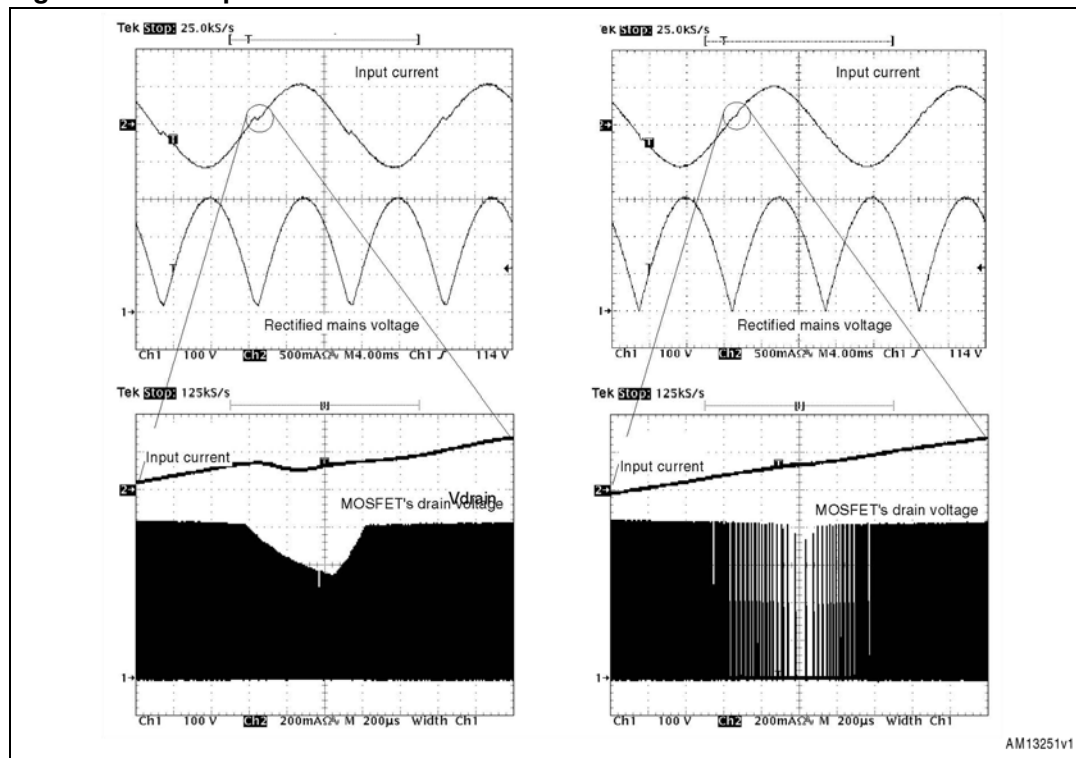 Tek Stop: 25.0kS/s
[ T ]
Input current
2→
T
T
Rectified mains voltage
1→
Ch1 100 V Ch2 500mAΩ M4.00ms Ch1 114 V
ek Stop: 25.0kS/s
[ T ]
Input current
2→
T
T
Rectified mains voltage
1→
Ch1 100 V Ch2 500mAΩ M4.00ms Ch1 114 V
Tek Stop: 125kS/s
Input current
T
2→
Vdrain
MOSFET's drain voltage
1→
Ch1 100 V Ch2 200mAΩ M 200µs Width Ch1
Tek Stop: 125kS/s
Input current
T
2→
MOSFET's drain voltage
1→
Ch1 100 V Ch2 200mAΩ M 200µs Width Ch1
AM13251v1